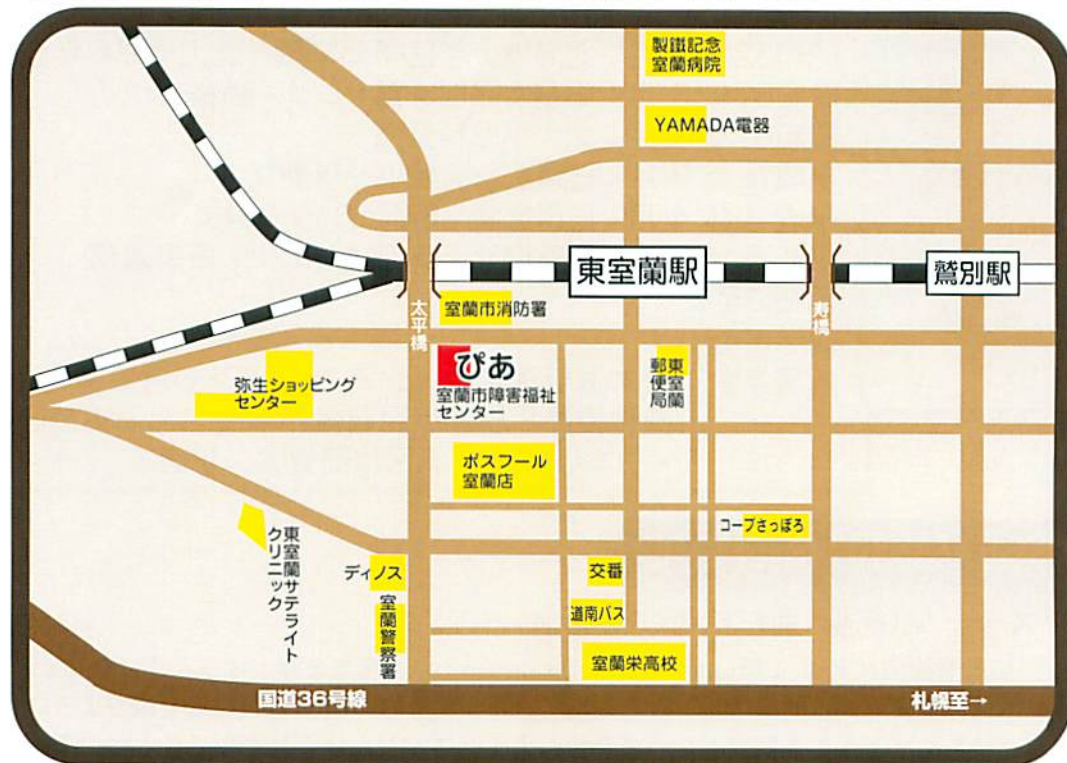 製鐵記念
室蘭病院
YAMADA電器
東室蘭駅
鷲別駅
太平橋
寿橋
室蘭市消防署
ぴあ
室蘭市障害福祉
センター
東室蘭
郵便局
弥生ショッピング
センター
ボスフール
室蘭店
コープさっぽろ
東室蘭サテライト
クリニック
ディノス
交番
室蘭警察署
道南バス
室蘭栄高校
国道36号線
札幌至→